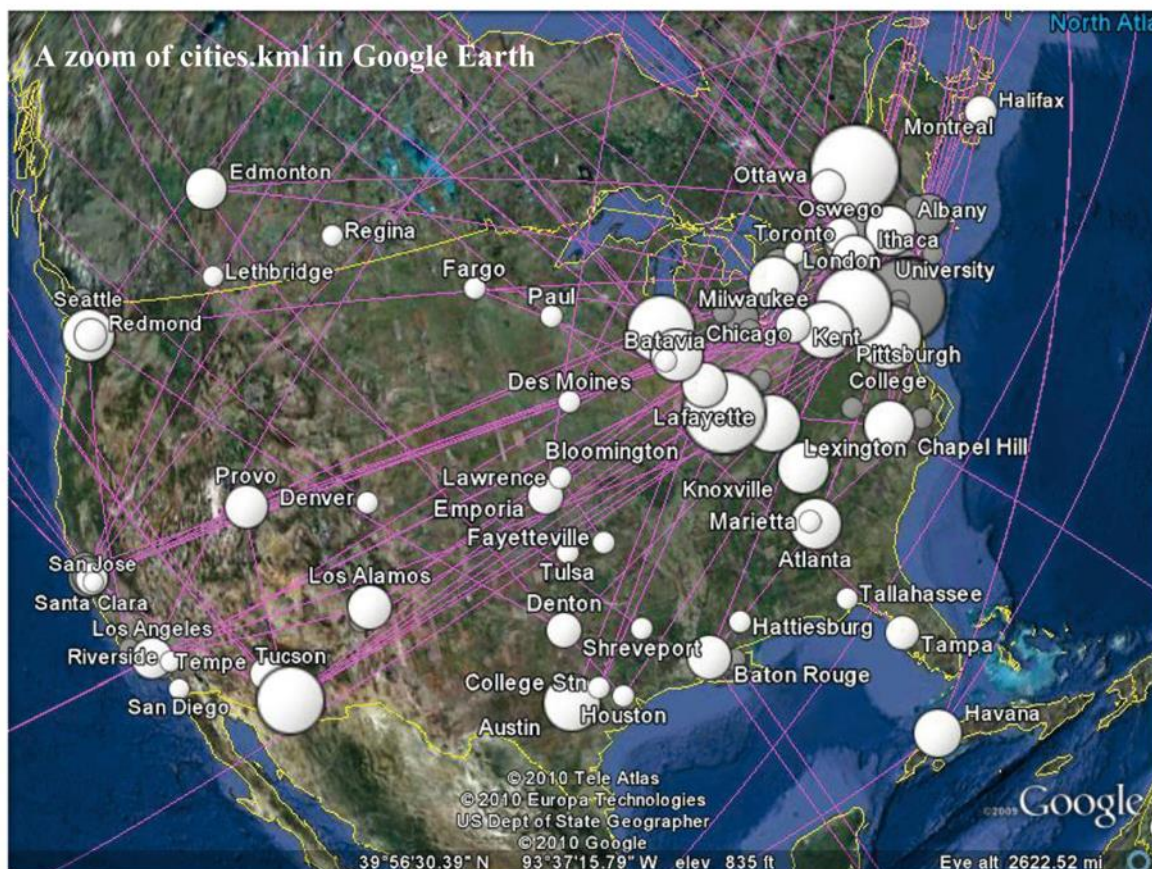 North Atla
A zoom of cities.kml in Google Earth
Halifax
Montreal
Edmonton
Ottawa
Oswego
Albany
Regina
Toronto
Ithaca
Lethbridge
Fargo
London
University
Seattle
Paul
Milwaukee
Redmond
Chicago
Kent
Batavia
Pittsburgh
Des Moines
College
Lafayette
Bloomington
Lexington
Chapel Hill
Provo
Lawrence
Denver
Knoxville
Emporia
Marietta
Fayetteville
Atlanta
San Jose
Los Alamos
Tulsa
Santa Clara
Denton
Tallahassee
Los Angeles
Hattiesburg
Shreveport
Tampa
Riverside
Tempe
Tucson
Baton Rouge
College Stn
San Diego
Houston
Austin
Havana
© 2010 Tele Atlas
© 2010 Europa Technologies
US Dept of State Geographer
© 2010 Google
©2009 Google
39°56'30.39" N 93°37'15.79" W elev 835 ft Eye alt 2622.52 mi